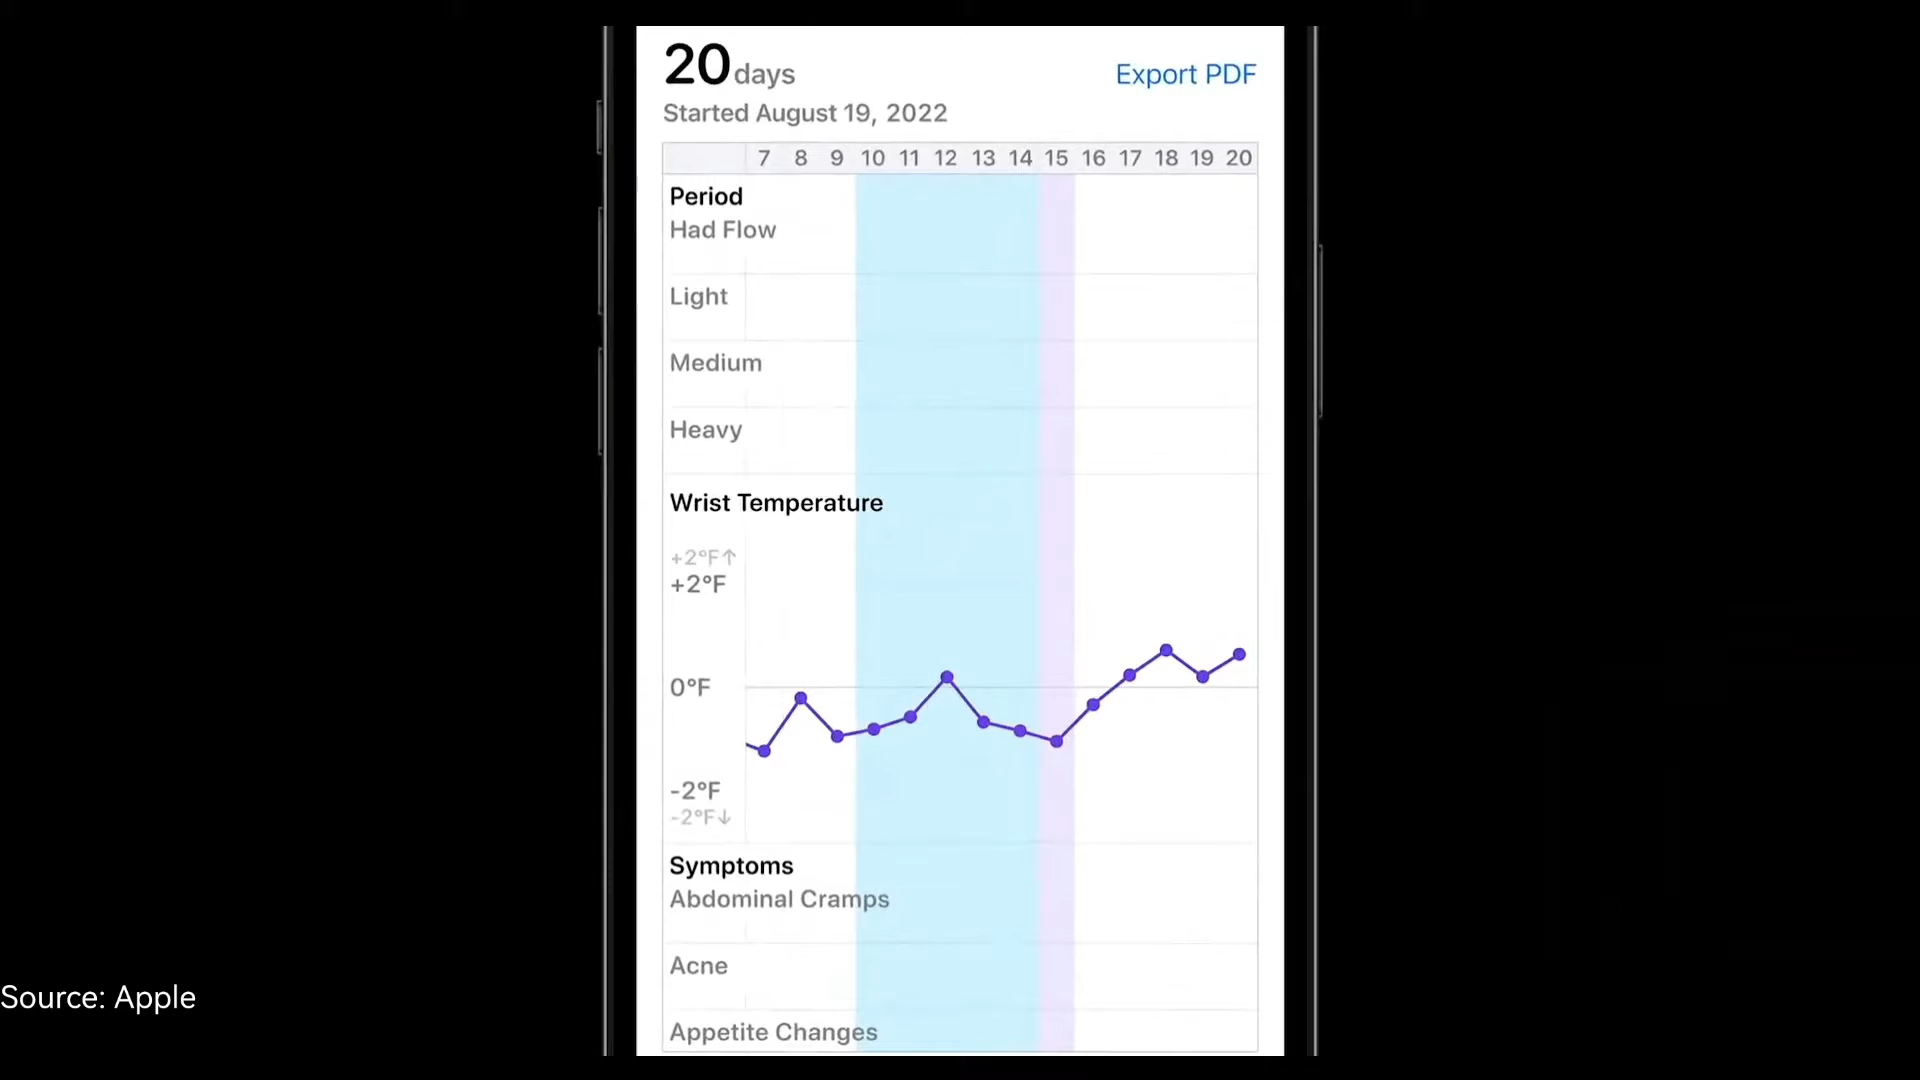 20 days
Export PDF
Started August 19, 2022
7 8 9 10 11 12 13 14 15 16 17 18 19 20
Period
Had Flow
Light
Medium
Heavy
Wrist Temperature
+2°F↑
+2°F
0°F
-2°F
-2°F↓
Symptoms
Abdominal Cramps
Acne
Appetite Changes
Source: Apple